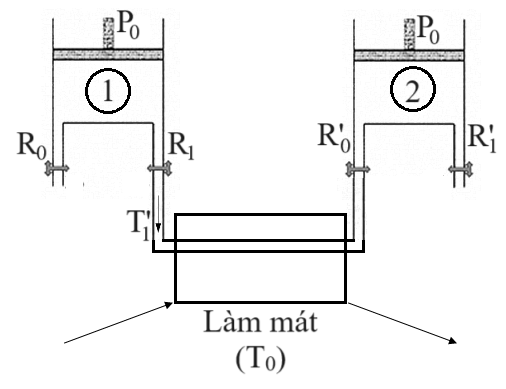 P₀ P₀
1 2
R₀ R₁ R'₀ R'₁
T'₁
Làm mát
(T₀)